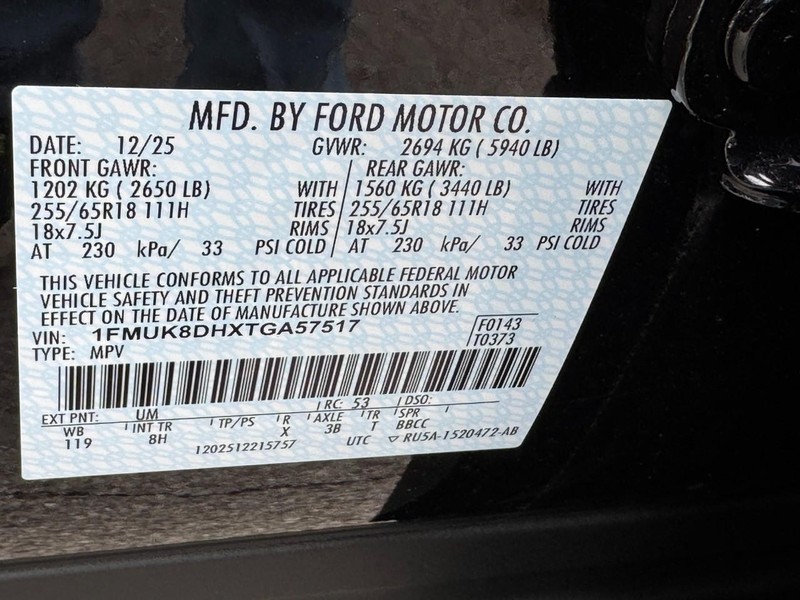 MFD. BY FORD MOTOR CO.
DATE: 12/25 GVWR: 2694 KG ( 5940 LB)
FRONT GAWR: REAR GAWR:
1202 KG ( 2650 LB) WITH 1560 KG ( 3440 LB) WITH
255/65R18 111H TIRES 255/65R18 111H TIRES
18x7.5J RIMS 18x7.5J RIMS
AT 230 kPa/ 33 PSI COLD AT 230 kPa/ 33 PSI COLD
THIS VEHICLE CONFORMS TO ALL APPLICABLE FEDERAL MOTOR
VEHICLE SAFETY AND THEFT PREVENTION STANDARDS IN
EFFECT ON THE DATE OF MANUFACTURE SHOWN ABOVE.
VIN: 1FMUK8DHXTGA57517 F0143
TYPE: MPV T0373
EXT PNT: UM RC: 53 DSO:
WB INT TR TP/PS R AXLE TR SPR
119 8H X 3B T BBCC
1202512215757 UTC ▽ RU5A-1520472-AB